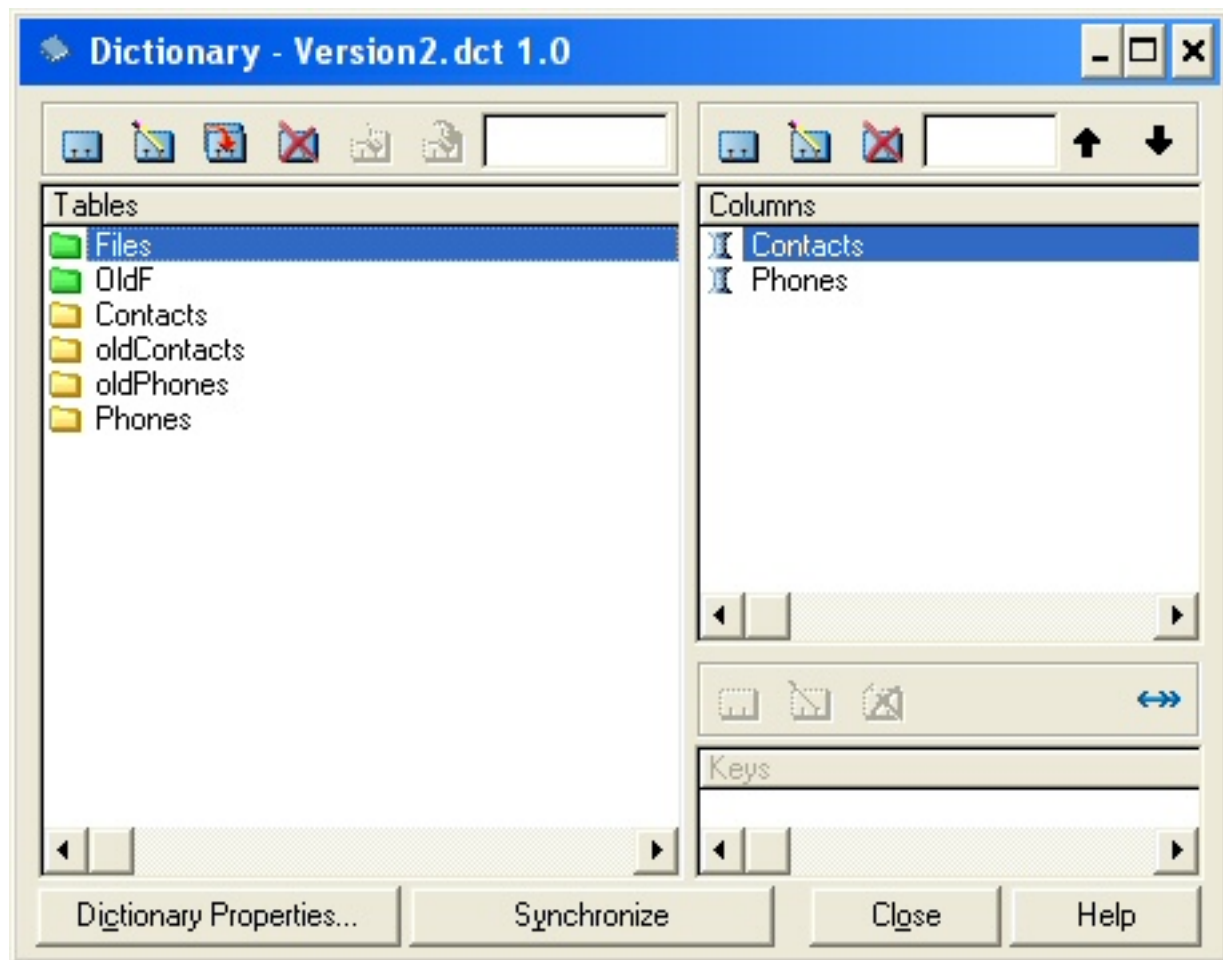 Dictionary - Version2.dct 1.0
Tables
Files
OldF
Contacts
oldContacts
oldPhones
Phones
Columns
Contacts
Phones
Keys
Dictionary Properties...
Synchronize
Close
Help